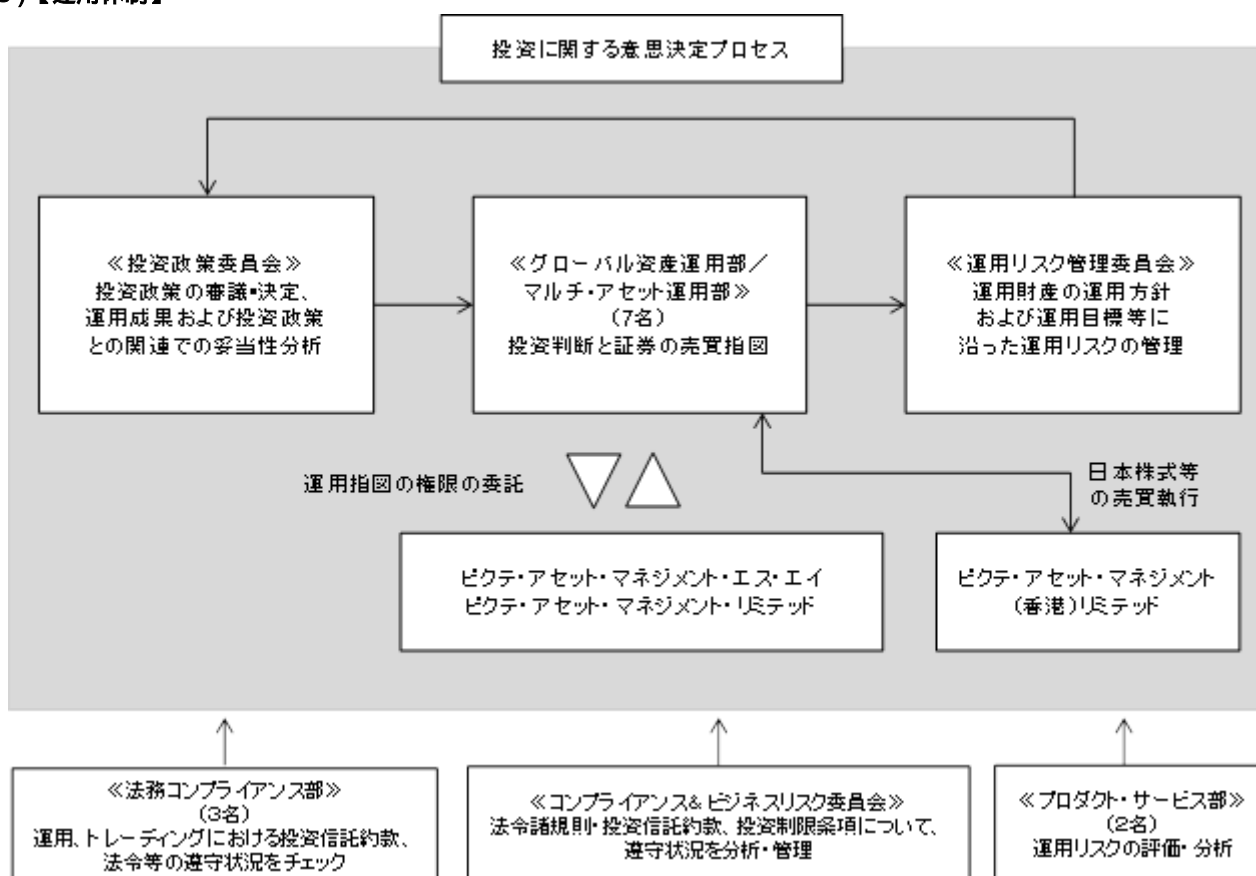 )【運用体制】
投資に関する意思決定プロセス
≪投資政策委員会≫
投資政策の審議・決定、
運用成果および投資政策
との関連での妥当性分析
≪グローバル資産運用部/
マルチ・アセット運用部≫
(7名)
投資判断と証券の売買指図
≪運用リスク管理委員会≫
運用財産の運用方針
および運用目標等に
沿った運用リスクの管理
運用指図の権限の委託
日本株式等
の売買執行
ピクテ・アセット・マネジメント・エス・エイ
ピクテ・アセット・マネジメント・リミテッド
ピクテ・アセット・マネジメント
(香港)リミテッド
≪法務コンプライアンス部≫
(3名)
運用、トレーディングにおける投資信託約款、
法令等の遵守状況をチェック
≪コンプライアンス&ビジネスリスク委員会≫
法令諸規則・投資信託約款、投資制限条項について、
遵守状況を分析・管理
≪プロダクト・サービス部≫
(2名)
運用リスクの評価・分析